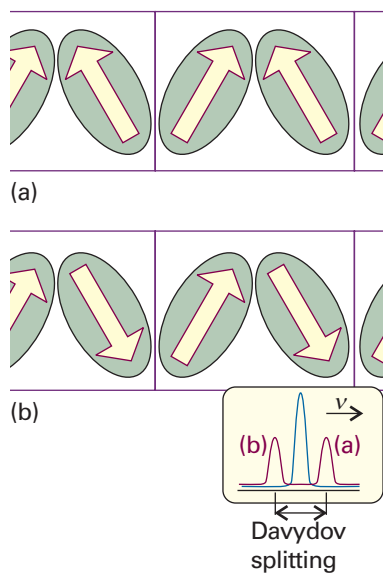 (a)
(b)
ν
(b) (a)
Davydov
splitting